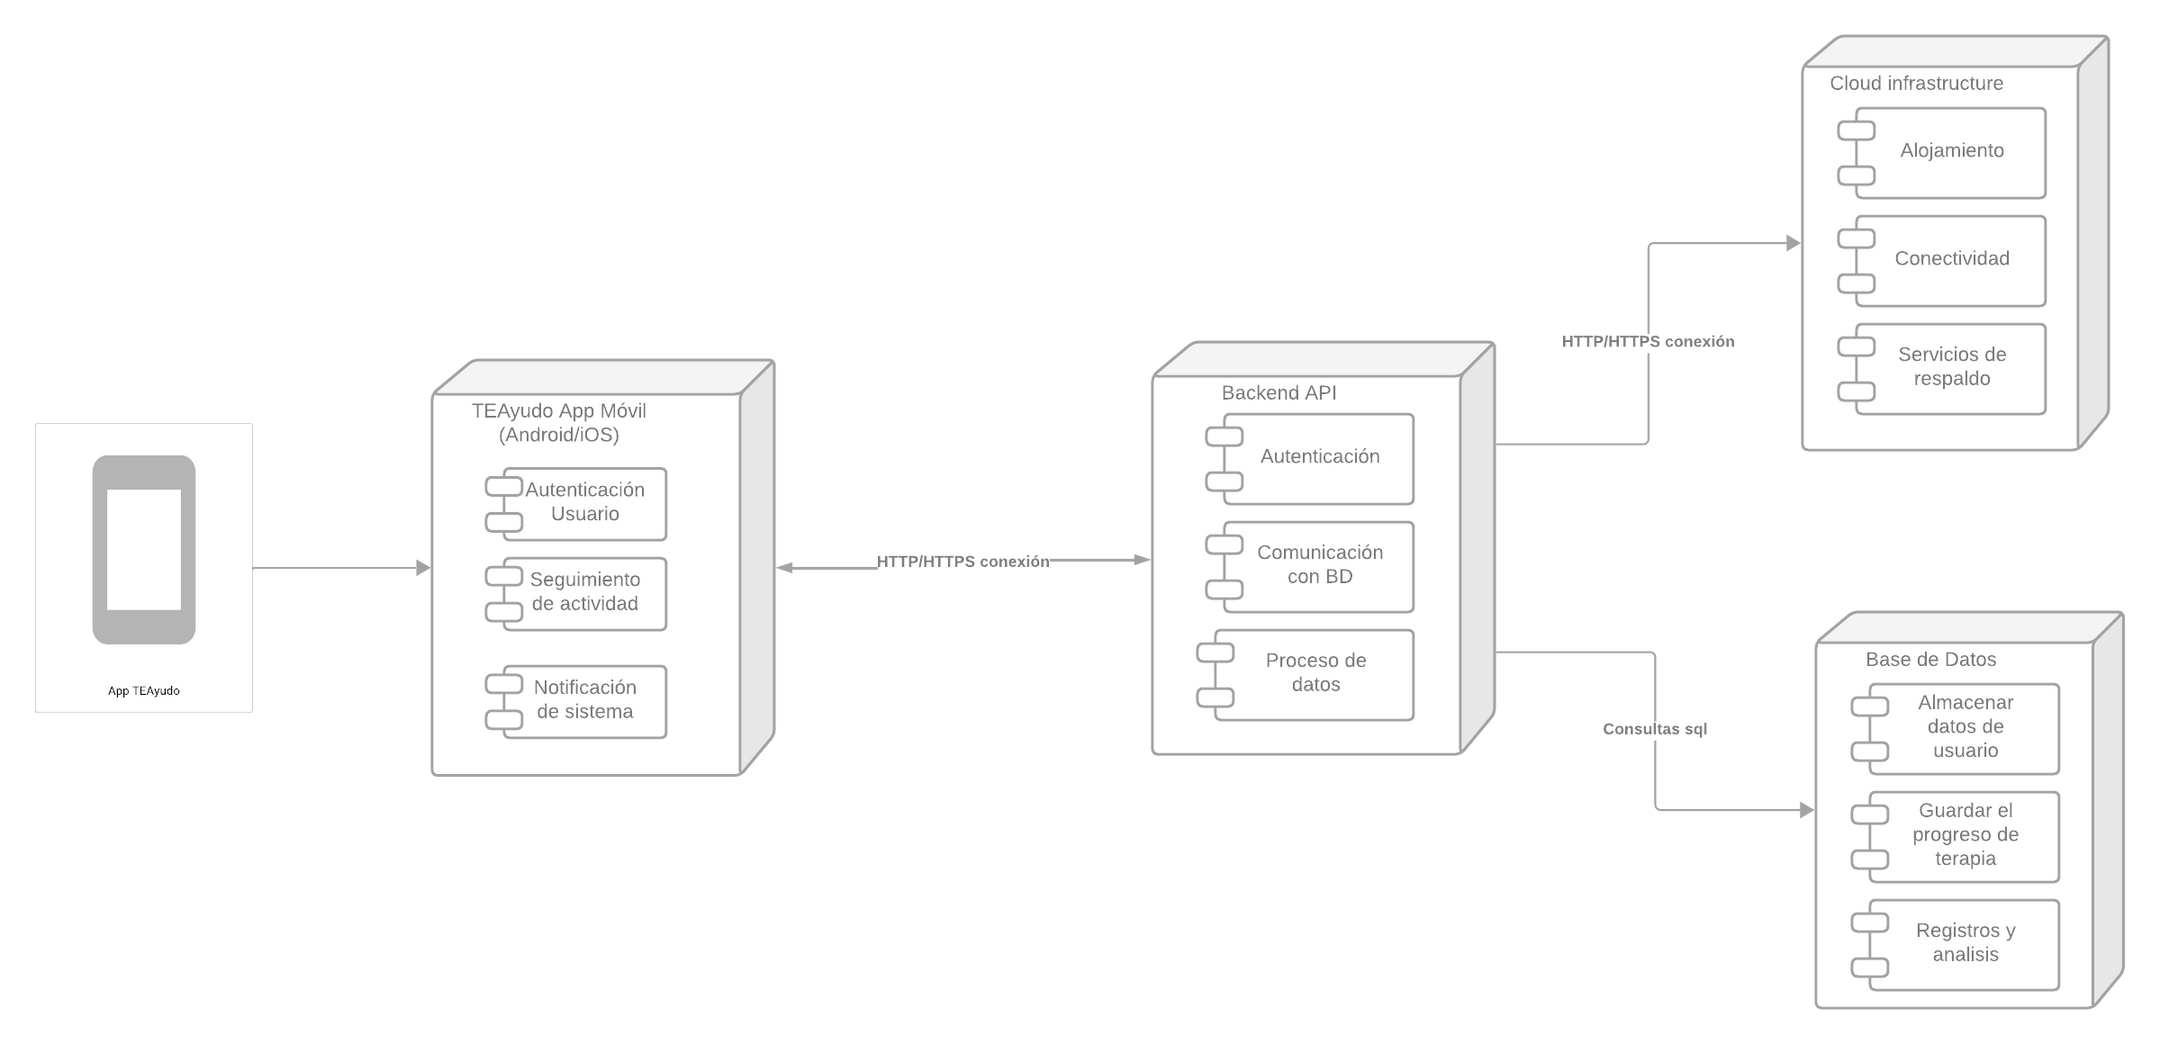 App TEAyudo
TEAyudo App Móvil
(Android/iOS)
Autenticación
Usuario
Seguimiento
de actividad
Notificación
de sistema
HTTP/HTTPS conexión
Backend API
Autenticación
Comunicación
con BD
Proceso de
datos
HTTP/HTTPS conexión
Cloud infrastructure
Alojamiento
Conectividad
Servicios de
respaldo
Consultas sql
Base de Datos
Almacenar
datos de
usuario
Guardar el
progreso de
terapia
Registros y
analisis